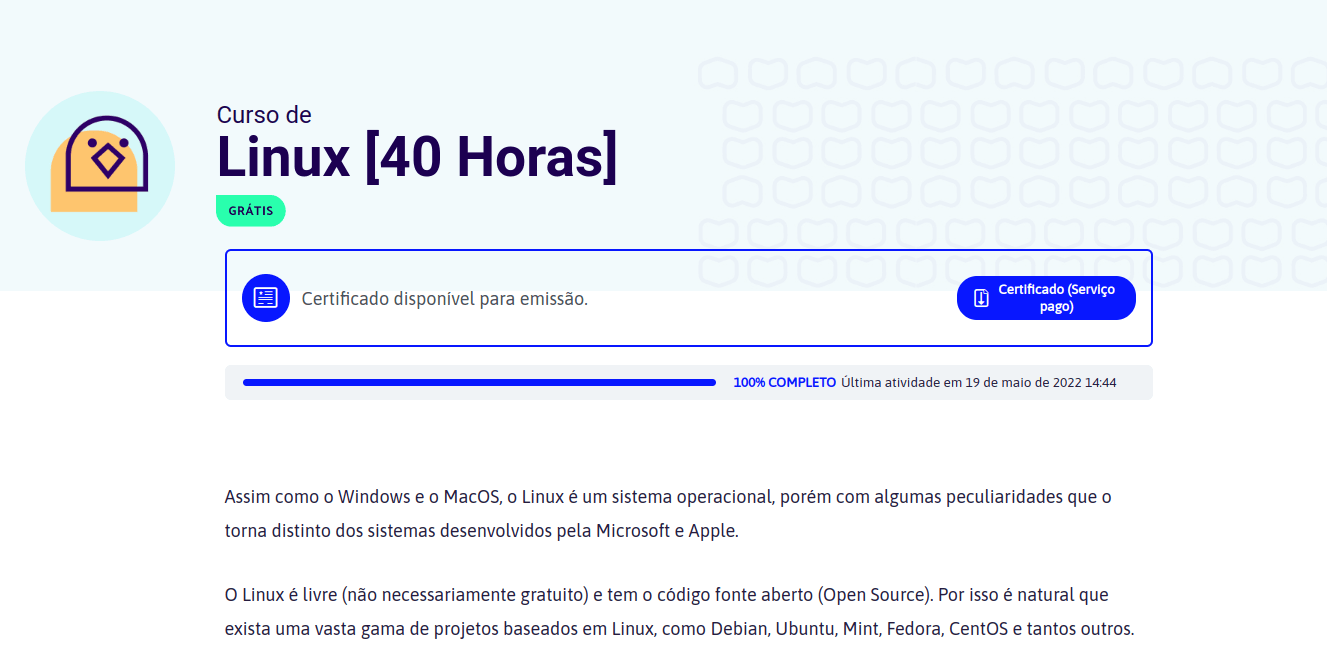 Curso de
Linux [40 Horas]
GRÁTIS
Certificado disponível para emissão.
Certificado (Serviço
pago)
100% COMPLETO Última atividade em 19 de maio de 2022 14:44
Assim como o Windows e o MacOS, o Linux é um sistema operacional, porém com algumas peculiaridades que o
torna distinto dos sistemas desenvolvidos pela Microsoft e Apple.
O Linux é livre (não necessariamente gratuito) e tem o código fonte aberto (Open Source). Por isso é natural que
exista uma vasta gama de projetos baseados em Linux, como Debian, Ubuntu, Mint, Fedora, CentOS e tantos outros.